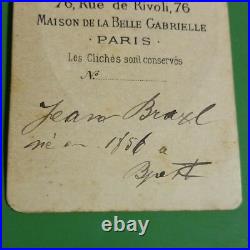 76, Rue de Rivoli, 76
MAISON DE LA BELLE GABRIELLE
· PARIS ·
Les Clichés sont conservés
No
Jean
né en 1856 à